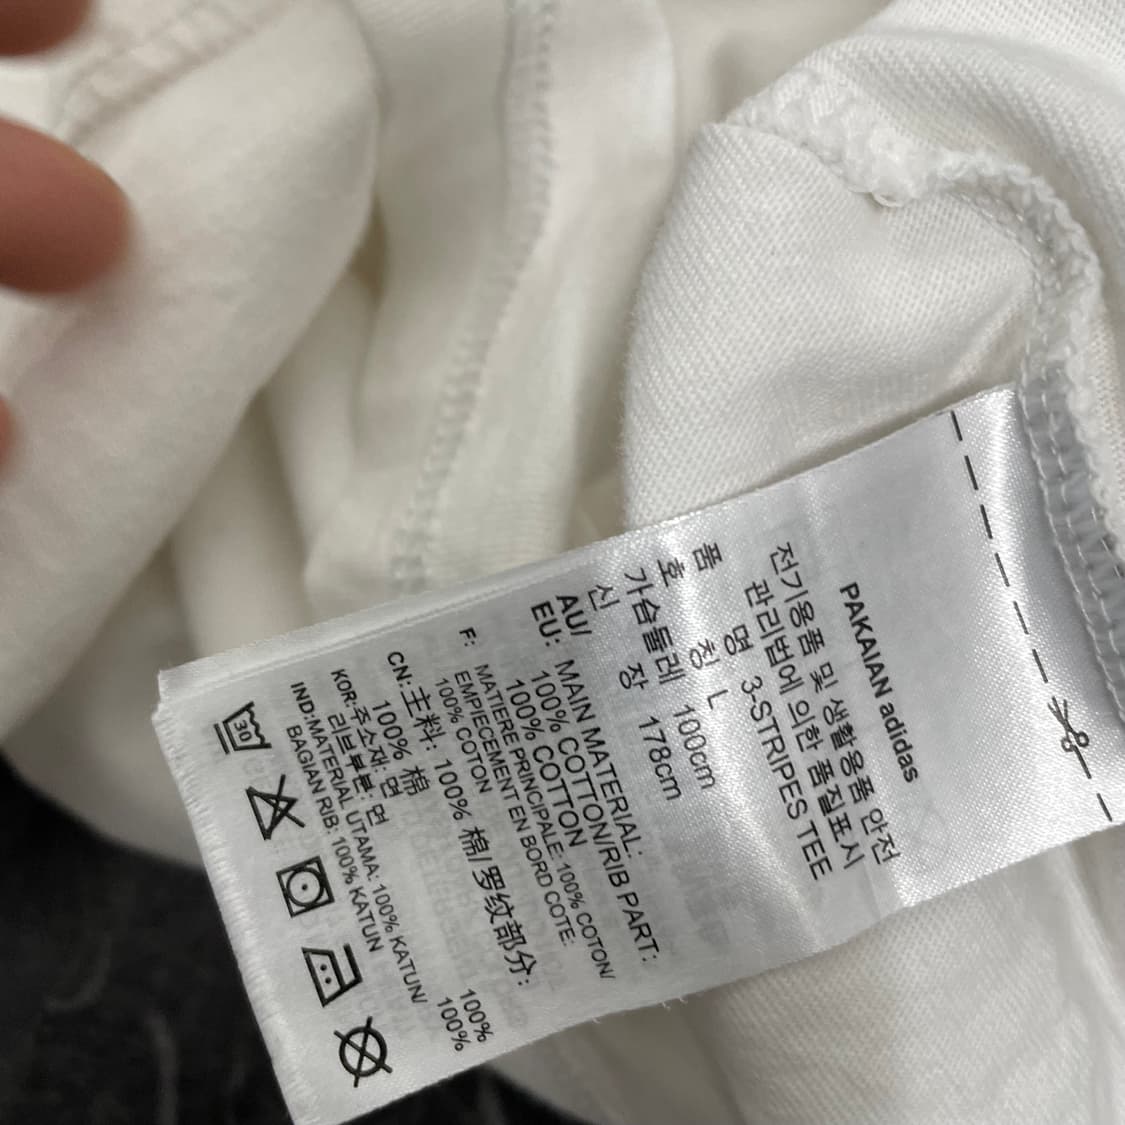 PAKAIAN adidas
전기용품 및 생활용품 안전
관리법에 의한 품질표시
품 명 3-STRIPES TEE
호 칭 L
가슴둘레 100cm
신 장 178cm
AU/
EU: MAIN MATERIAL:
100% COTTON/RIB PART:
100% COTTON
F: MATIERE PRINCIPALE: 100% COTON/
EMPIECEMENT EN BORD COTE:
100% COTON
CN: 主料: 100% 棉/罗纹部分:
100% 棉
KOR: 주소재: 면 100%
리브부분: 면 100%
IND:MATERIAL UTAMA: 100% KATUN/
BAGIAN RIB: 100% KATUN
30